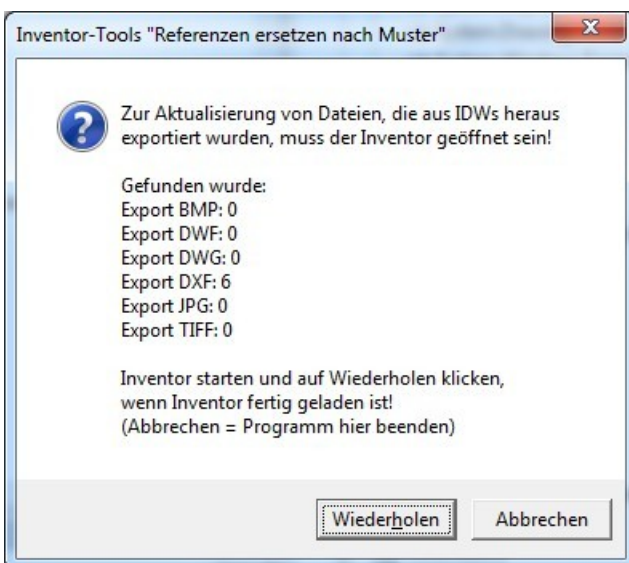 Inventor-Tools "Referenzen ersetzen nach Muster"
Zur Aktualisierung von Dateien, die aus IDWs heraus
exportiert wurden, muss der Inventor geöffnet sein!
Gefunden wurde:
Export BMP: 0
Export DWF: 0
Export DWG: 0
Export DXF: 6
Export JPG: 0
Export TIFF: 0
Inventor starten und auf Wiederholen klicken,
wenn Inventor fertig geladen ist!
(Abbrechen = Programm hier beenden)
Wiederholen Abbrechen